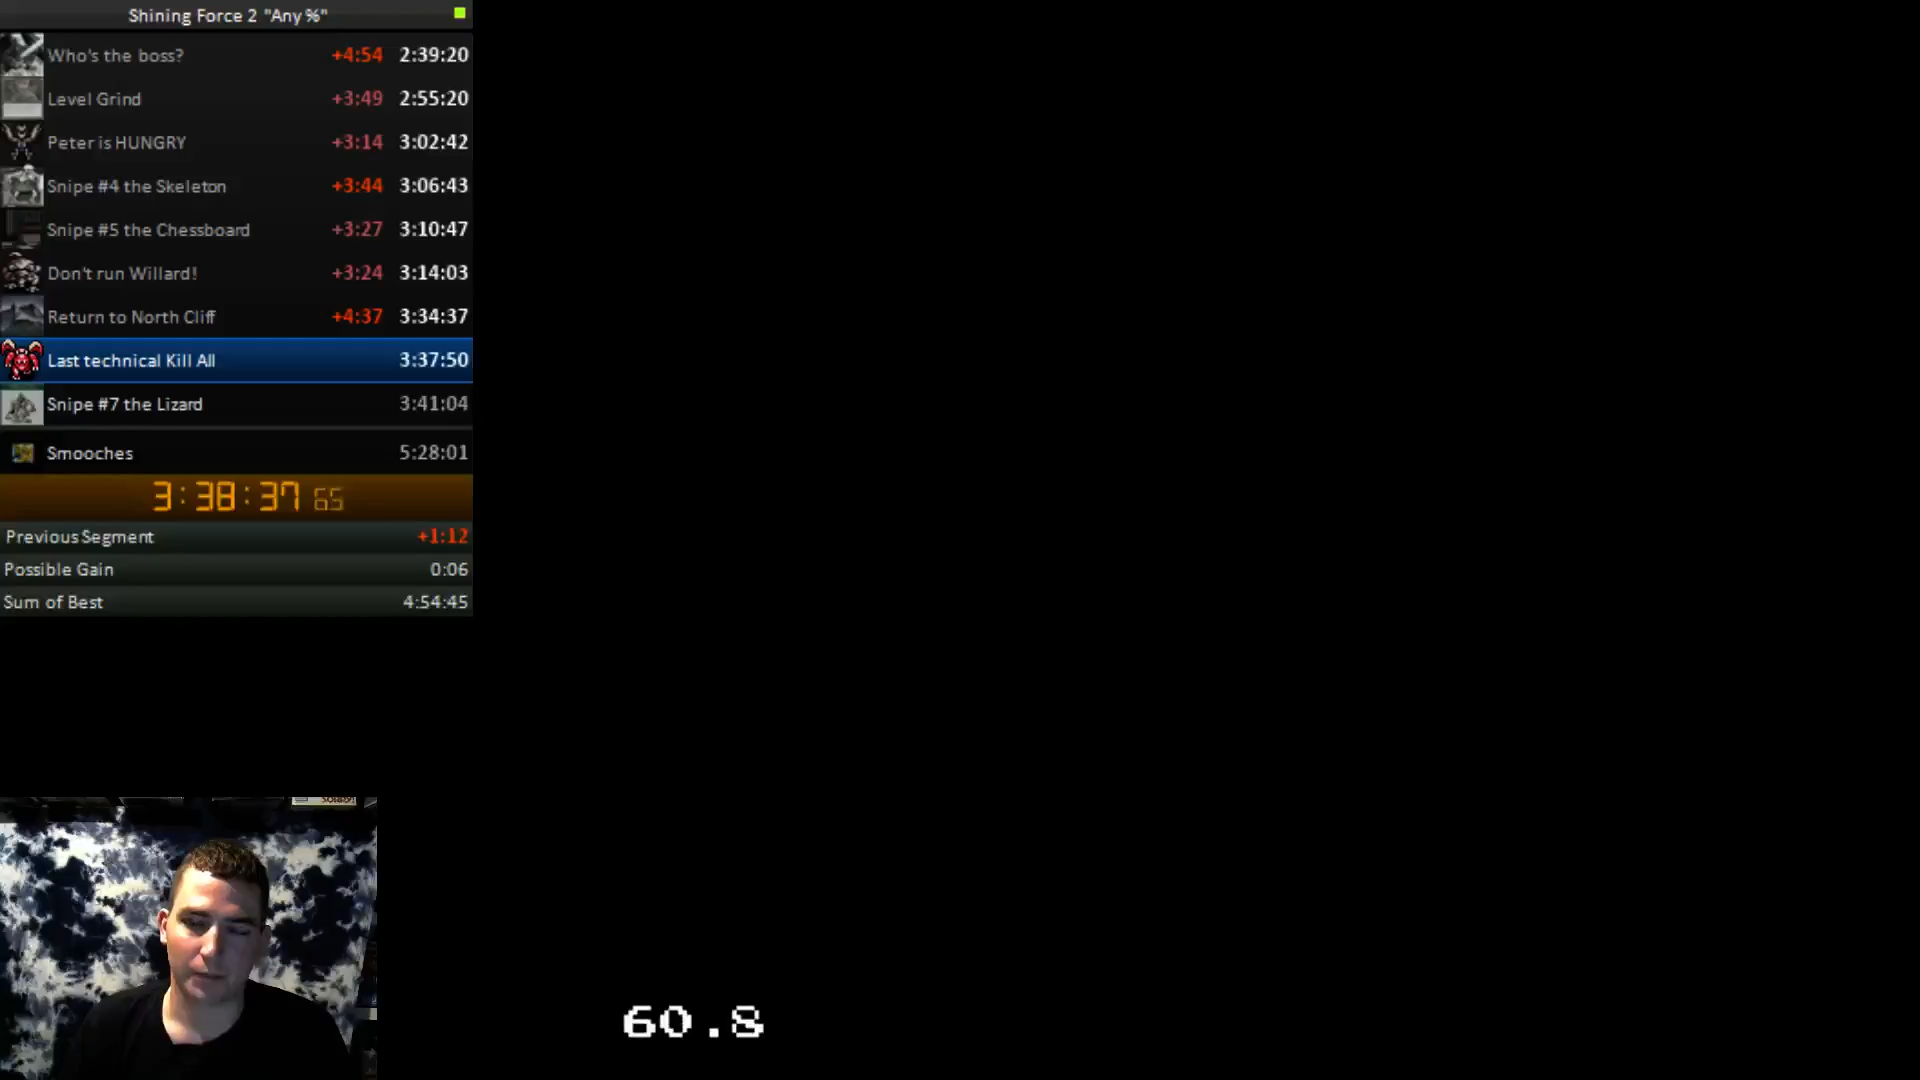 Shining Force 2 "Any %"
Who's the boss? +4:54 2:39:20
Level Grind +3:49 2:55:20
Peter is HUNGRY +3:14 3:02:42
Snipe #4 the Skeleton +3:44 3:06:43
Snipe #5 the Chessboard +3:27 3:10:47
Don't run Willard! +3:24 3:14:03
Return to North Cliff +4:37 3:34:37
Last technical Kill All 3:37:50
Snipe #7 the Lizard 3:41:04
Smooches 5:28:01
3:38:37 65
Previous Segment +1:12
Possible Gain 0:06
Sum of Best 4:54:45
60.8